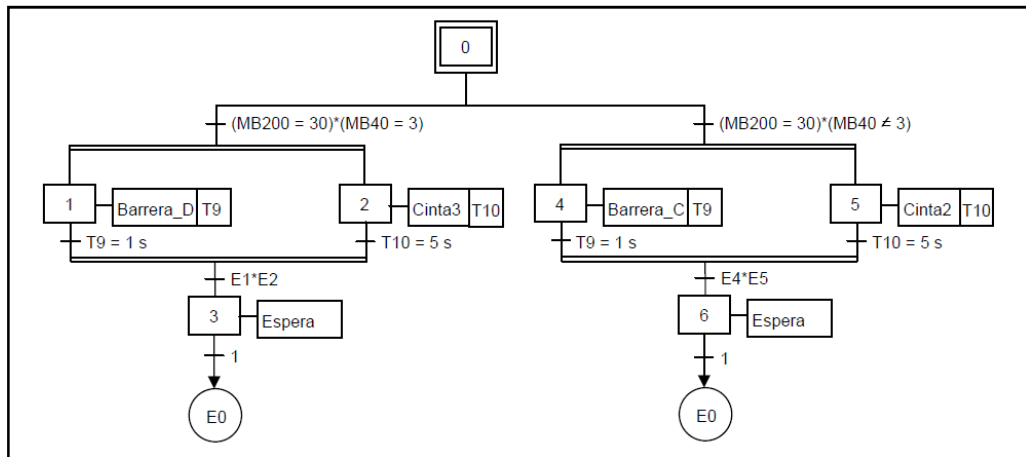 0
(MB200 = 30)*(MB40 = 3)
(MB200 = 30)*(MB40 ≠ 3)
1
Barrera_D
T9
2
Cinta3
T10
4
Barrera_C
T9
5
Cinta2
T10
T9 = 1 s
T10 = 5 s
T9 = 1 s
T10 = 5 s
E1*E2
E4*E5
3
Espera
6
Espera
1
1
E0
E0